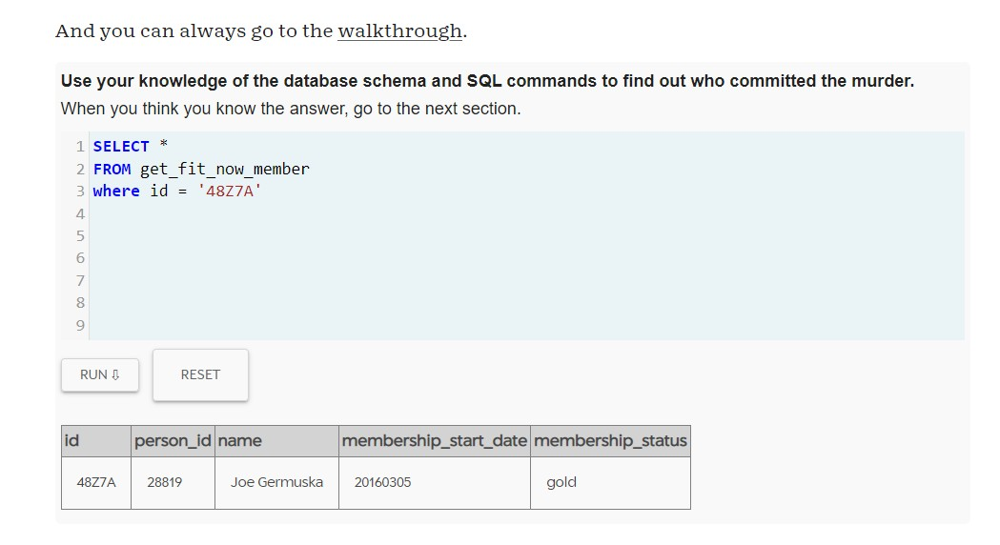 And you can always go to the walkthrough.
Use your knowledge of the database schema and SQL commands to find out who committed the murder.
When you think you know the answer, go to the next section.
1 SELECT *
2 FROM get_fit_now_member
3 where id = '48Z7A'
4
5
6
7
8
9
RUN ⇩ RESET
id person_id name membership_start_date membership_status
48Z7A 28819 Joe Germuska 20160305 gold